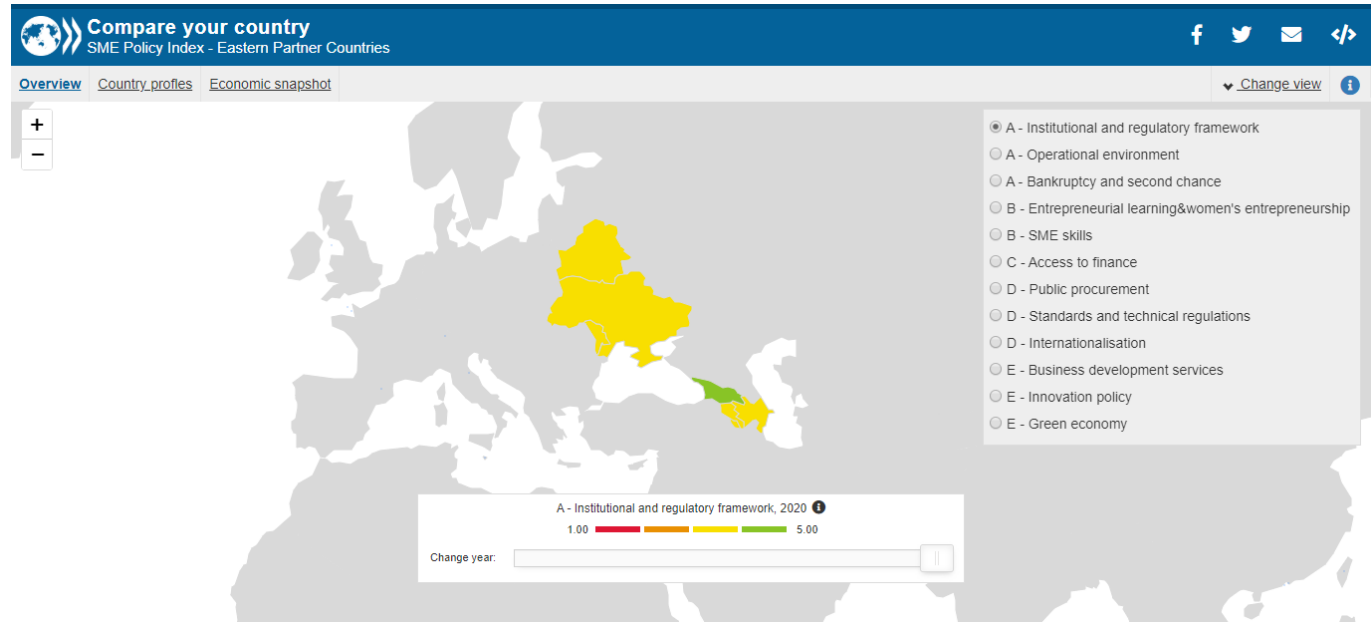 Compare your country
SME Policy Index - Eastern Partner Countries
Overview Country profles Economic snapshot Change view
+
−
A - Institutional and regulatory framework
A - Operational environment
A - Bankruptcy and second chance
B - Entrepreneurial learning&women's entrepreneurship
B - SME skills
C - Access to finance
D - Public procurement
D - Standards and technical regulations
D - Internationalisation
E - Business development services
E - Innovation policy
E - Green economy
A - Institutional and regulatory framework, 2020
1.00 5.00
Change year: